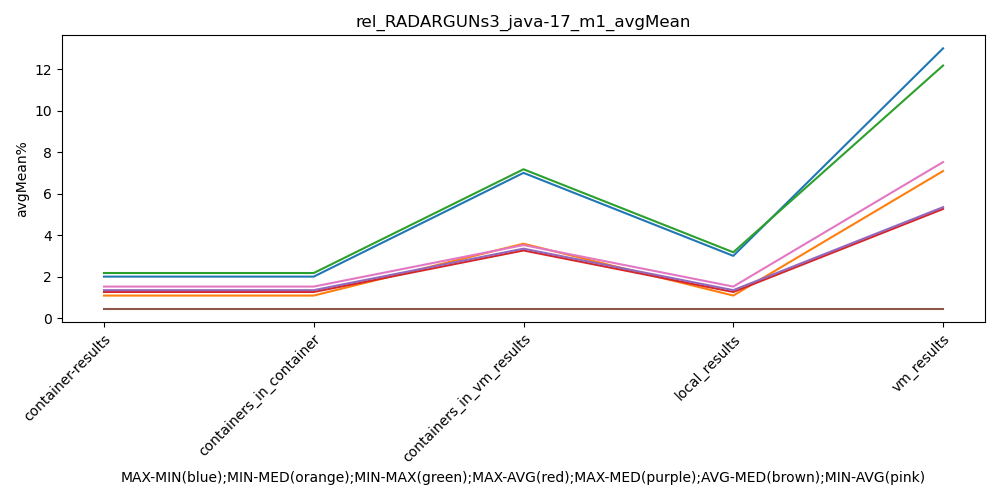 rel_RADARGUNs3_java-17_m1_avgMean
avgMean%
12
10
8
6
4
2
0
container-results
containers_in_container
containers_in_vm_results
local_results
vm_results
MAX-MIN(blue);MIN-MED(orange);MIN-MAX(green);MAX-AVG(red);MAX-MED(purple);AVG-MED(brown);MIN-AVG(pink)